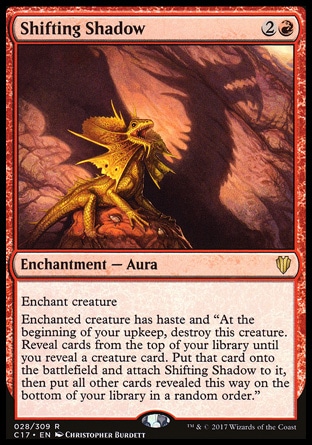 Shifting Shadow 2
Enchantment — Aura
Enchant creature
Enchanted creature has haste and “At the
beginning of your upkeep, destroy this creature.
Reveal cards from the top of your library until
you reveal a creature card. Put that card onto
the battlefield and attach Shifting Shadow to it,
then put all other cards revealed this way on the
bottom of your library in a random order.”
028/309 R
C17 • EN Christopher Burdett ™ & © 2017 Wizards of the Coast